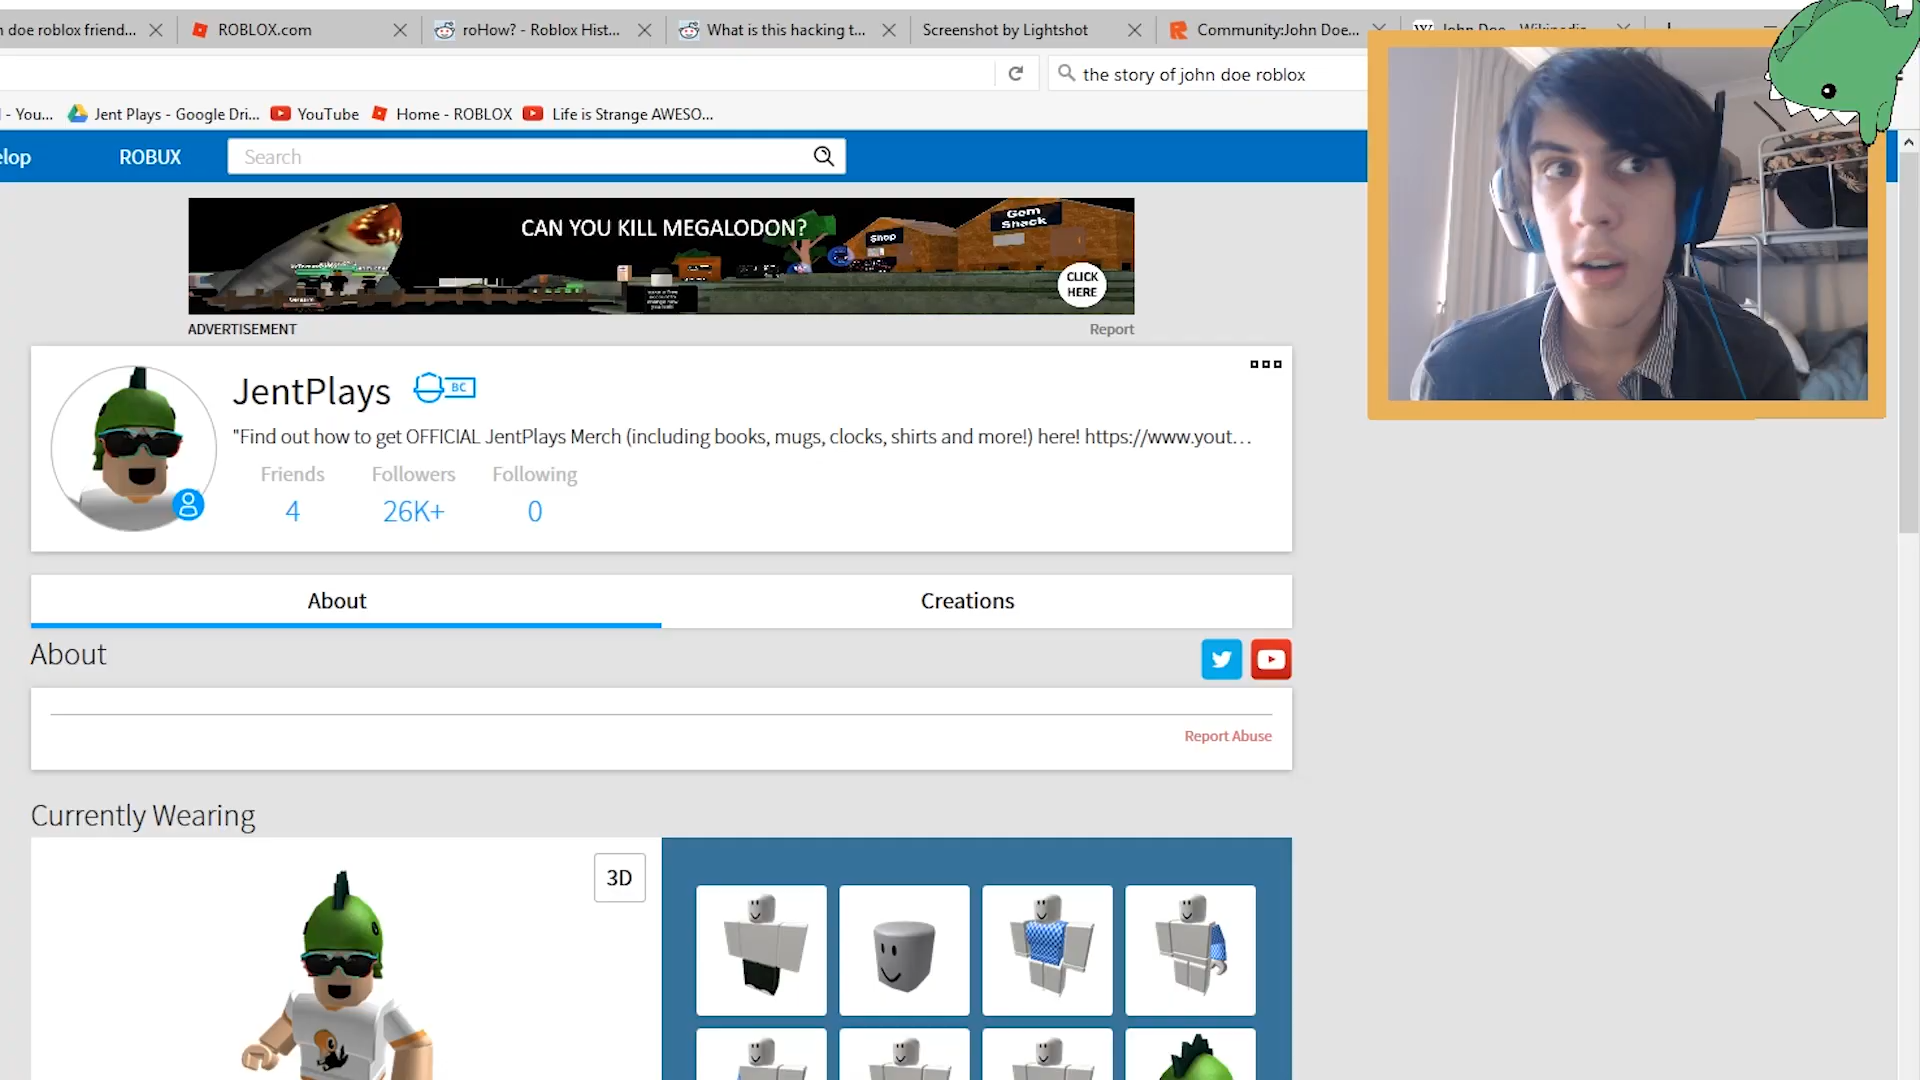 n doe roblox friend...
ROBLOX.com
roHow? - Roblox Hist...
What is this hacking t...
Screenshot by Lightshot
Community:John Doe...
John Doe - Wikipedia
the story of john doe roblox
l - You...
Jent Plays - Google Dri...
YouTube
Home - ROBLOX
Life is Strange AWESO...
elop
ROBUX
Search
CAN YOU KILL MEGALODON?
Shop
Gem
Shack
CLICK
HERE
ADVERTISEMENT
Report
JentPlays
BC
"Find out how to get OFFICIAL JentPlays Merch (including books, mugs, clocks, shirts and more!) here! https://www.yout...
Friends
Followers
Following
4
26K+
0
About
Creations
About
Report Abuse
Currently Wearing
3D